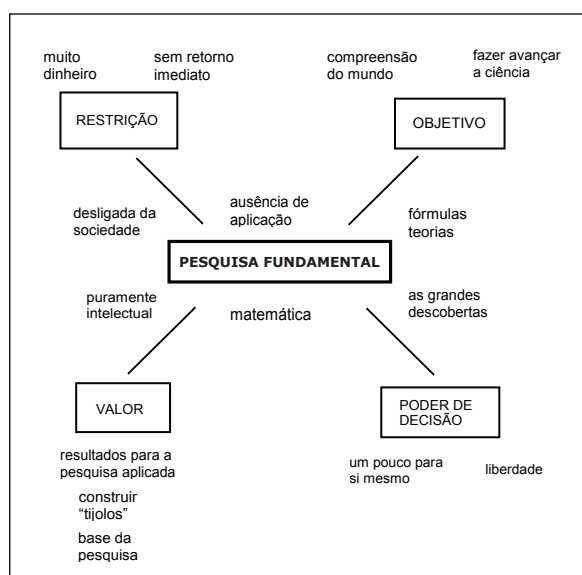 muito
dinheiro
sem retorno
imediato
compreensão
do mundo
fazer avançar
a ciência
RESTRIÇÃO
OBJETIVO
ausência de
aplicação
desligada da
sociedade
fórmulas
teorias
PESQUISA FUNDAMENTAL
puramente
intelectual
matemática
as grandes
descobertas
VALOR
PODER DE
DECISÃO
resultados para a
pesquisa aplicada
construir
“tijolos”
base da
pesquisa
um pouco para
si mesmo
liberdade